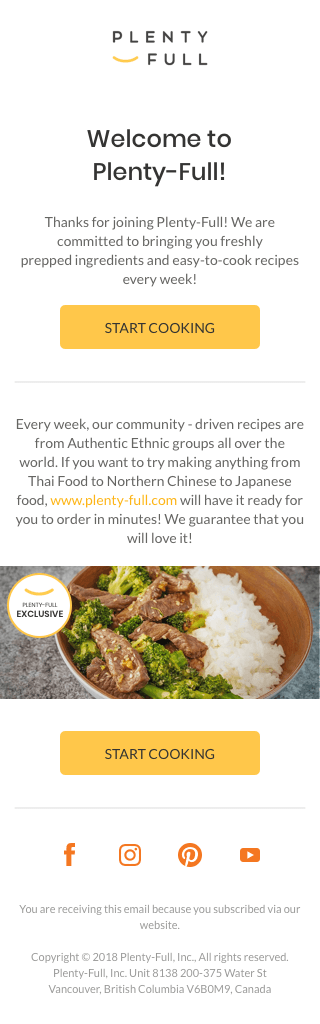 PLENTY
FULL
Welcome to
Plenty-Full!
Thanks for joining Plenty-Full! We are
committed to bringing you freshly
prepped ingredients and easy-to-cook recipes
every week!
START COOKING
Every week, our community - driven recipes are
from Authentic Ethnic groups all over the
world. If you want to try making anything from
Thai Food to Northern Chinese to Japanese
food, www.plenty-full.com will have it ready for
you to order in minutes! We guarantee that you
will love it!
PLENTY-FULL
EXCLUSIVE
START COOKING
You are receiving this email because you subscribed via our
website.
Copyright © 2018 Plenty-Full, Inc., All rights reserved.
Plenty-Full, Inc. Unit 8138 200-375 Water St
Vancouver, British Columbia V6B0M9, Canada